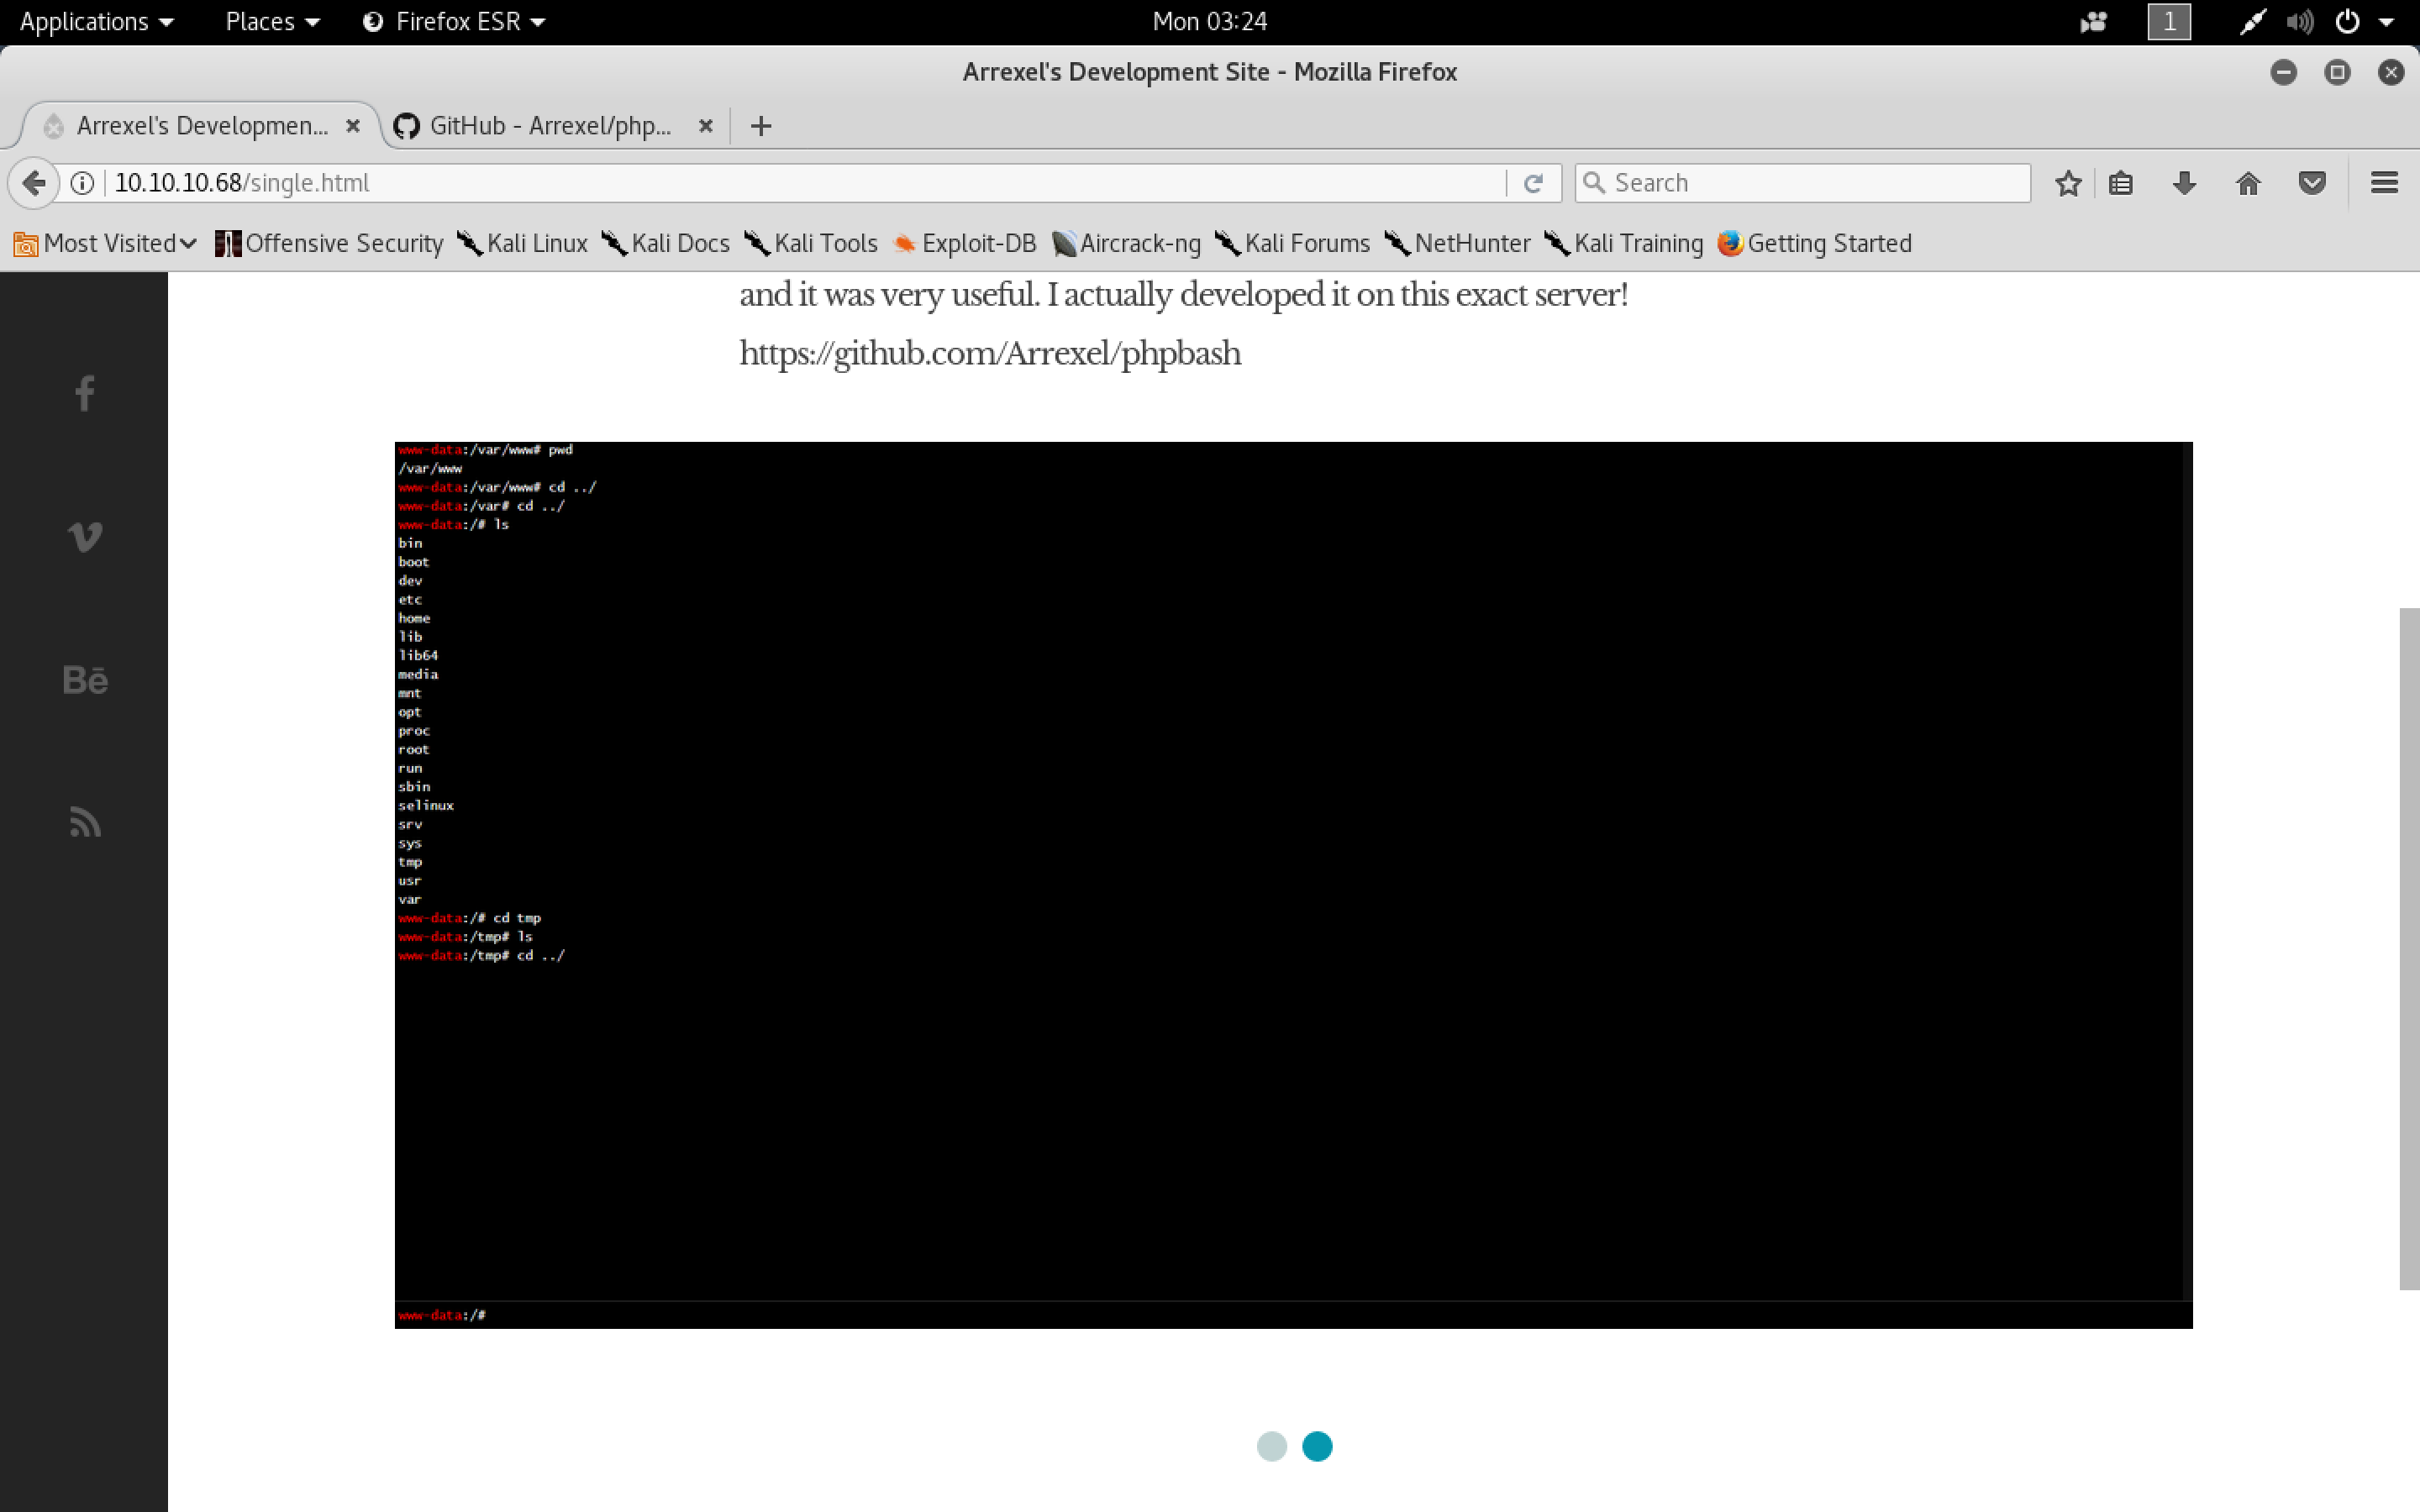 Applications Places Firefox ESR Mon 03:24 1
Arrexel's Development Site - Mozilla Firefox
Arrexel's Developmen... GitHub - Arrexel/php...
10.10.10.68/single.html Search
Most Visited Offensive Security Kali Linux Kali Docs Kali Tools Exploit-DB Aircrack-ng Kali Forums NetHunter Kali Training Getting Started
and it was very useful. I actually developed it on this exact server!
https://github.com/Arrexel/phpbash
Bē
www-data:/var/www# pwd
/var/www
www-data:/var/www# cd ../
www-data:/var# cd ../
www-data:/# ls
bin
boot
dev
etc
home
lib
lib64
media
mnt
opt
proc
root
run
sbin
selinux
srv
sys
tmp
usr
var
www-data:/# cd tmp
www-data:/tmp# ls
www-data:/tmp# cd ../
www-data:/#